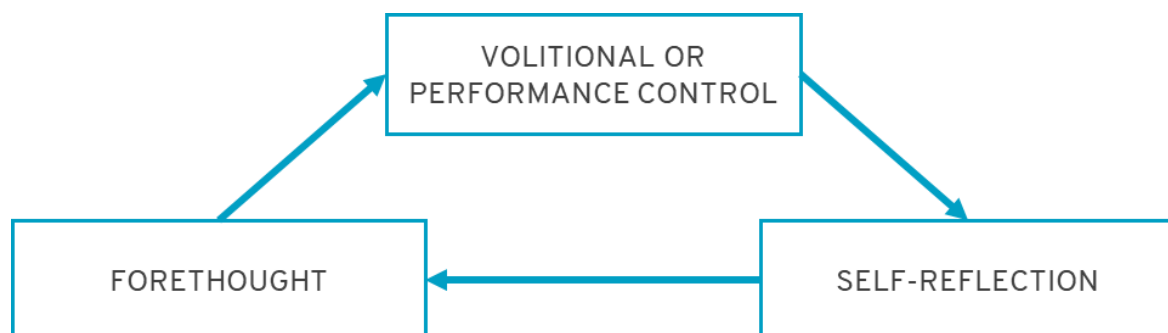 VOLITIONAL OR
PERFORMANCE CONTROL
FORETHOUGHT
SELF-REFLECTION